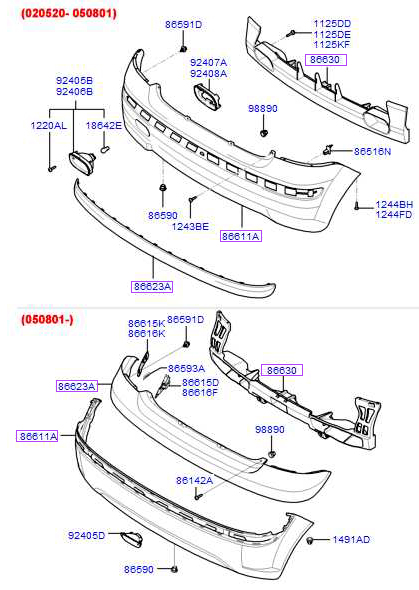 (020520- 050801)
86591D
1125DD
1125DE
1125KF
92407A
92408A
86630
92405B
92406B
98890
1220AL
18642E
86516N
86590
1243BE
1244BH
1244FD
86611A
86623A
(050801-)
86615K
86616K
86591D
86593A
86630
86623A
86615D
86616F
86611A
98890
86142A
92405D
1491AD
86590